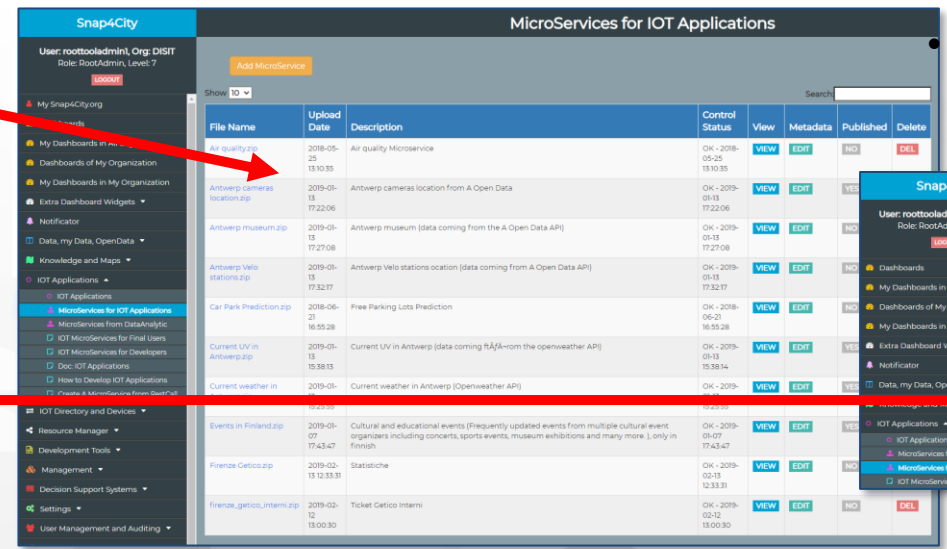 Snap4City
MicroServices for IOT Applications
User: roottooladmin1, Org: DISIT
Role: RootAdmin, Level: 7
LOGOUT
My Snap4City.org
My Dashboards in
Dashboards of My Organization
My Dashboards in My Organization
Extra Dashboard Widgets
Notificator
Data, my Data, OpenData
Knowledge and Maps
IOT Applications
IOT Applications
MicroServices for IOT Applications
MicroServices from DataAnalytic
IOT MicroServices for Final Users
IOT MicroServices for Developers
Doc: IOT Applications
How to Develop IOT Applications
Create A MicroService from RestCall
IOT Directory and Devices
Resource Manager
Development Tools
Management
Decision Support Systems
Settings
User Management and Auditing
Add MicroService
Show 10
Search:
File Name Upload Date Description Control Status View Metadata Published Delete
Air quality.zip 2018-05-25 13:10:35 Air quality Microservice OK - 2018-05-25 13:10:35 VIEW EDIT NO DEL
Antwerp cameras location.zip 2019-01-13 17:22:06 Antwerp cameras location from A Open Data OK - 2019-01-13 17:22:06 VIEW EDIT YES
Antwerp museum.zip 2019-01-13 17:27:08 Antwerp museum (data coming from the A Open Data API) OK - 2019-01-13 17:27:08 VIEW EDIT NO
Antwerp Velo stations.zip 2019-01-13 17:32:17 Antwerp Velo stations ocation (data coming from A Open Data API) OK - 2019-01-13 17:32:17 VIEW EDIT NO
Car Park Prediction.zip 2018-06-21 16:55:28 Free Parking Lots Prediction OK - 2018-06-21 16:55:28 VIEW EDIT NO
Current UV in Antwerp.zip 2019-01-13 15:38:13 Current UV in Antwerp (data coming ftÃƒÂ¬rom the openweather API) OK - 2019-01-13 15:38:14 VIEW EDIT YES
Current weather in 2019-01- Current weather in Antwerp (Openweather API) OK - 2019- VIEW EDIT YES
Events in Finland.zip 2019-01-07 17:43:47 Cultural and educational events (Frequently updated events from multiple cultural event organizers including concerts, sports events, museum exhibitions and many more. ), only in finnish OK - 2019-01-07 17:43:47 VIEW EDIT YES
Firenze Getico.zip 2019-02-13 12:33:31 Statistiche OK - 2019-02-13 12:33:31 VIEW EDIT NO
firenze_getico_interni.zip 2019-02-12 13:00:30 Ticket Getico Interni OK - 2019-02-12 13:00:30 VIEW EDIT NO DEL
Snap
User: roottoolad
Role: RootAd
LOG
Dashboards
My Dashboards in
Dashboards of My
My Dashboards in
Extra Dashboard W
Notificator
Data, my Data, Ope
IOT Applications
IOT Application
MicroServices f
MicroServices f
IOT MicroServic